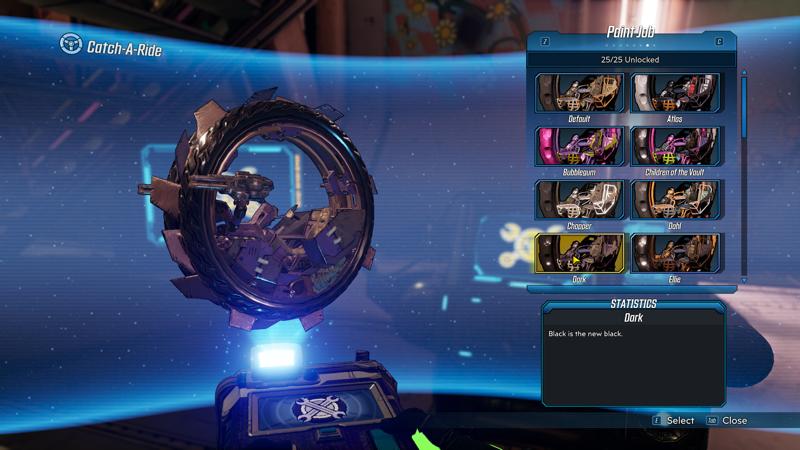 Catch-A-Ride
Paint Job
Z
C
25/25 Unlocked
Default
Atlas
Bubblegum
Children of the Vault
Chopper
Dahl
Dark
Ellie
STATISTICS
Dark
Black is the new black.
E Select
Tab Close